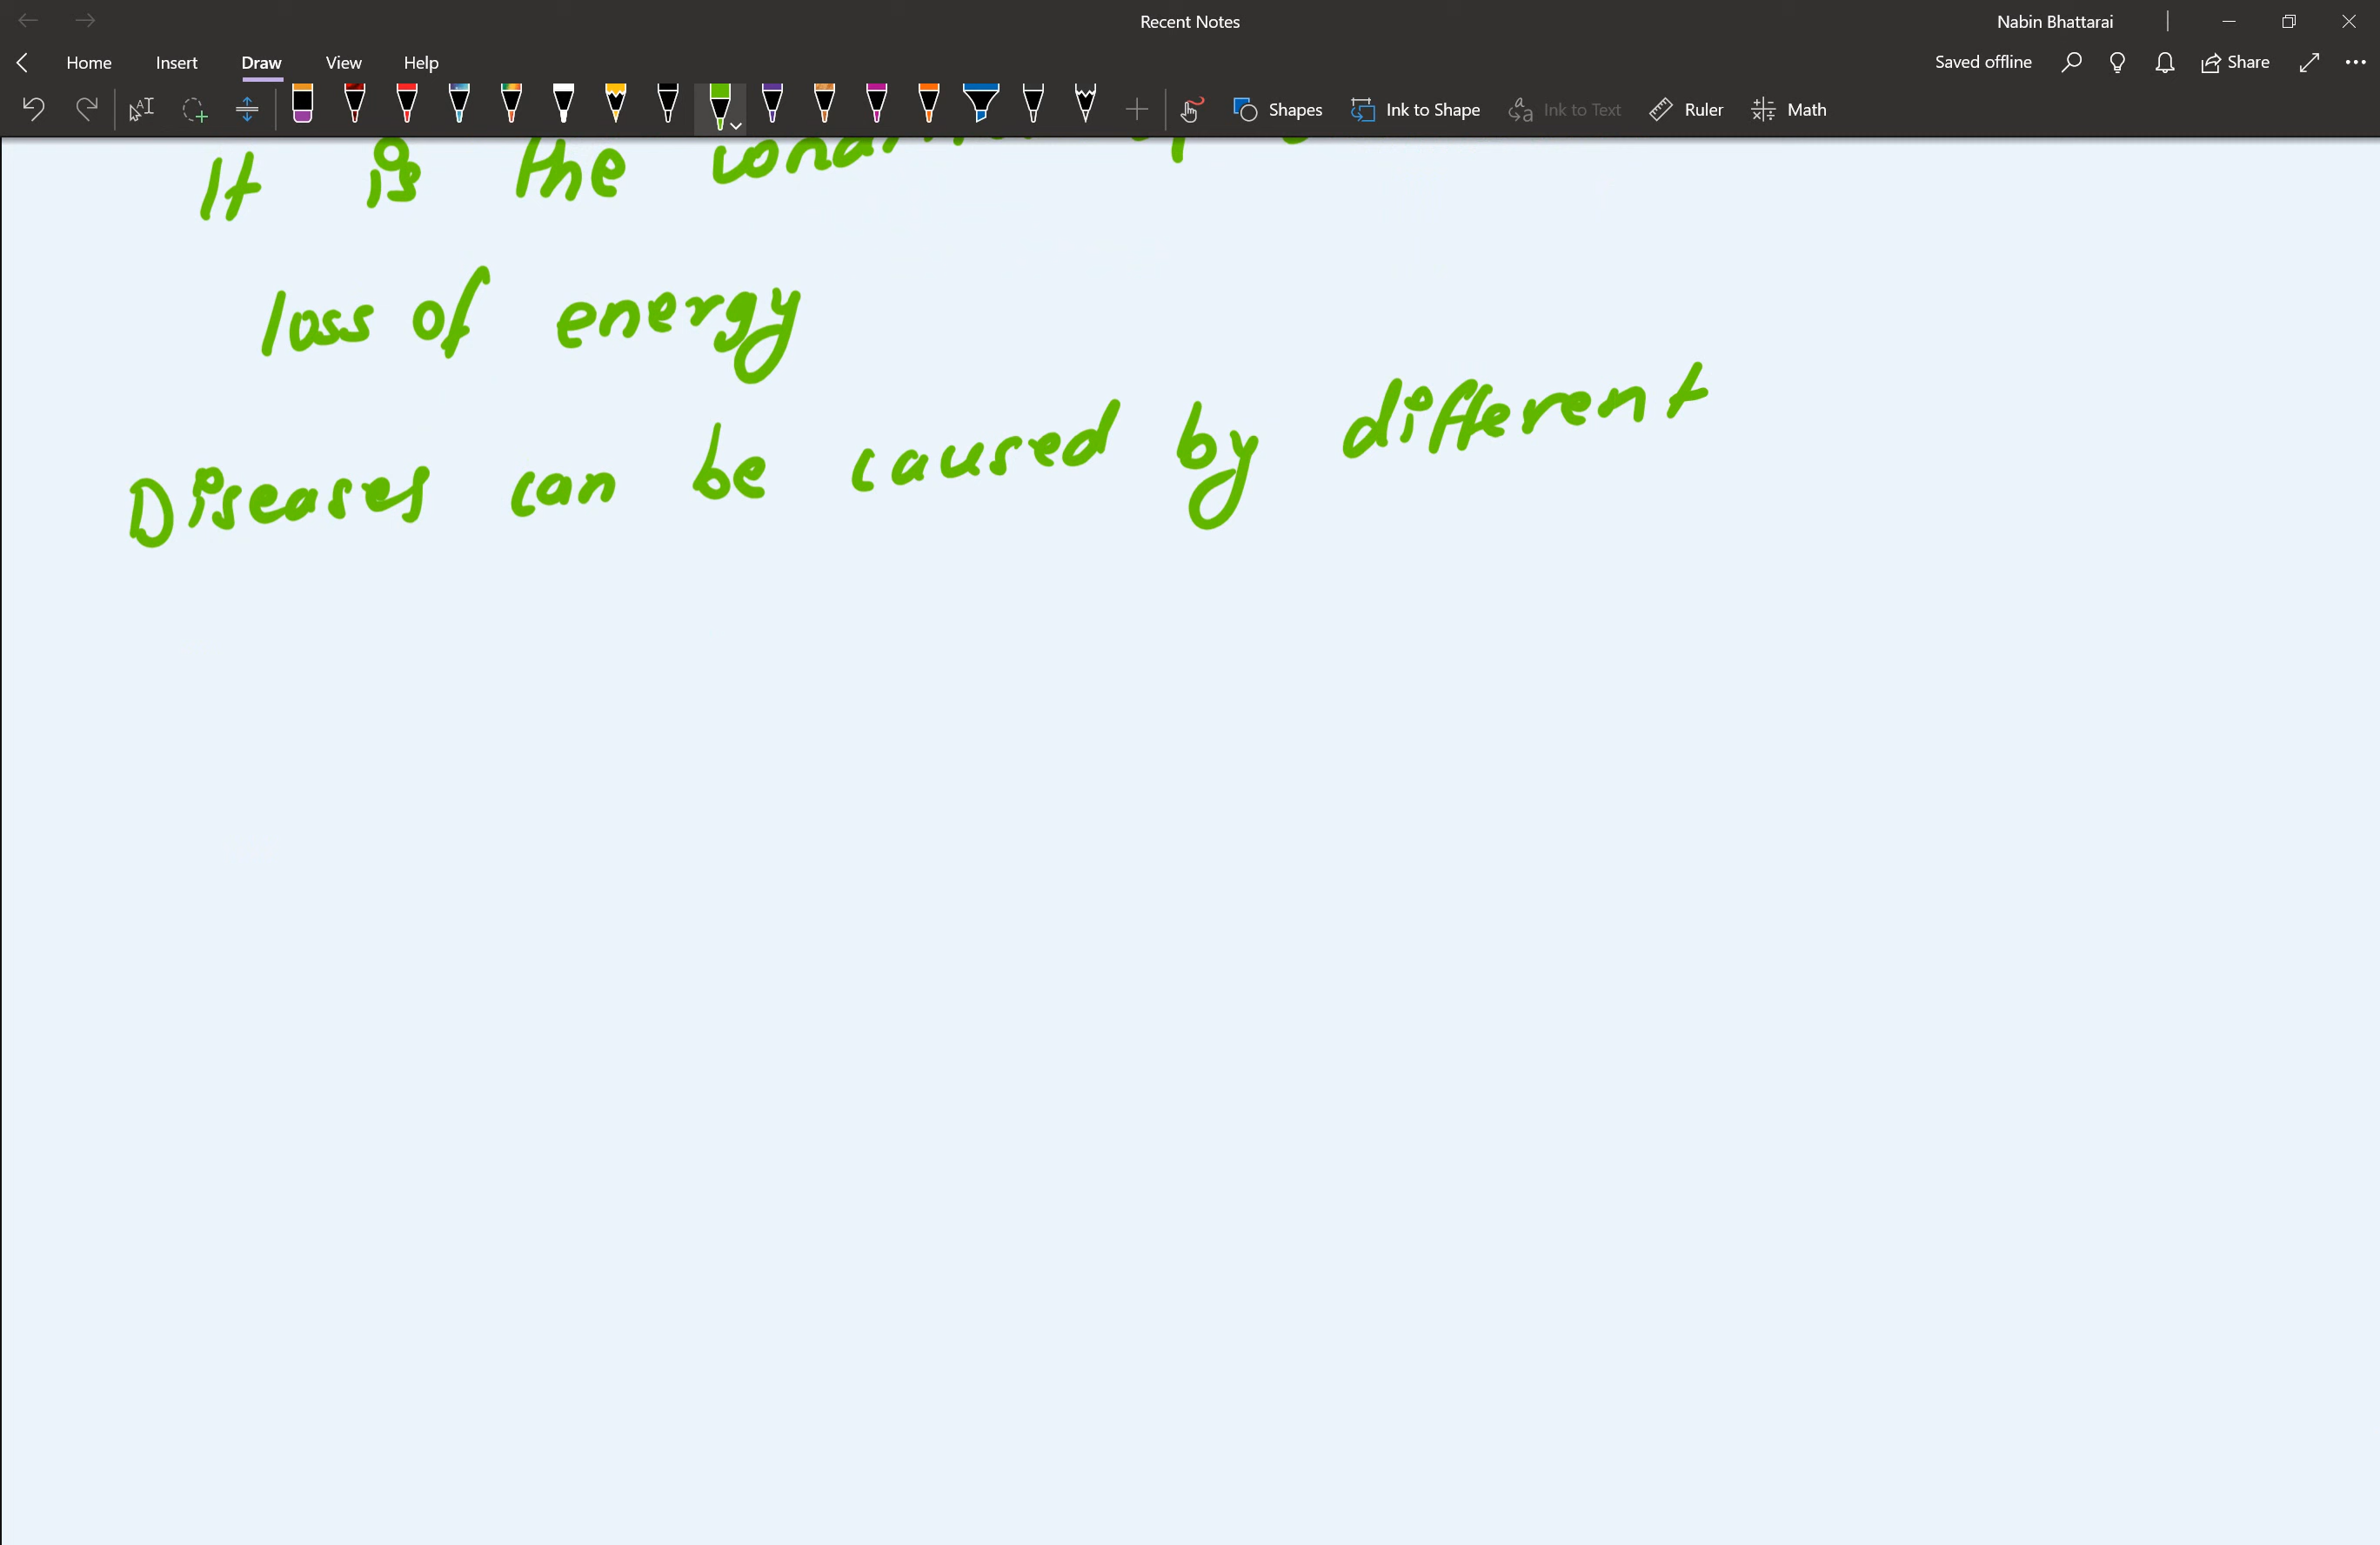 Recent Notes
Nabin Bhattarai
Home Insert Draw View Help
Saved offline Share
Shapes Ink to Shape Ink to Text Ruler Math
It is the
loss of energy
Diseases can be caused by different